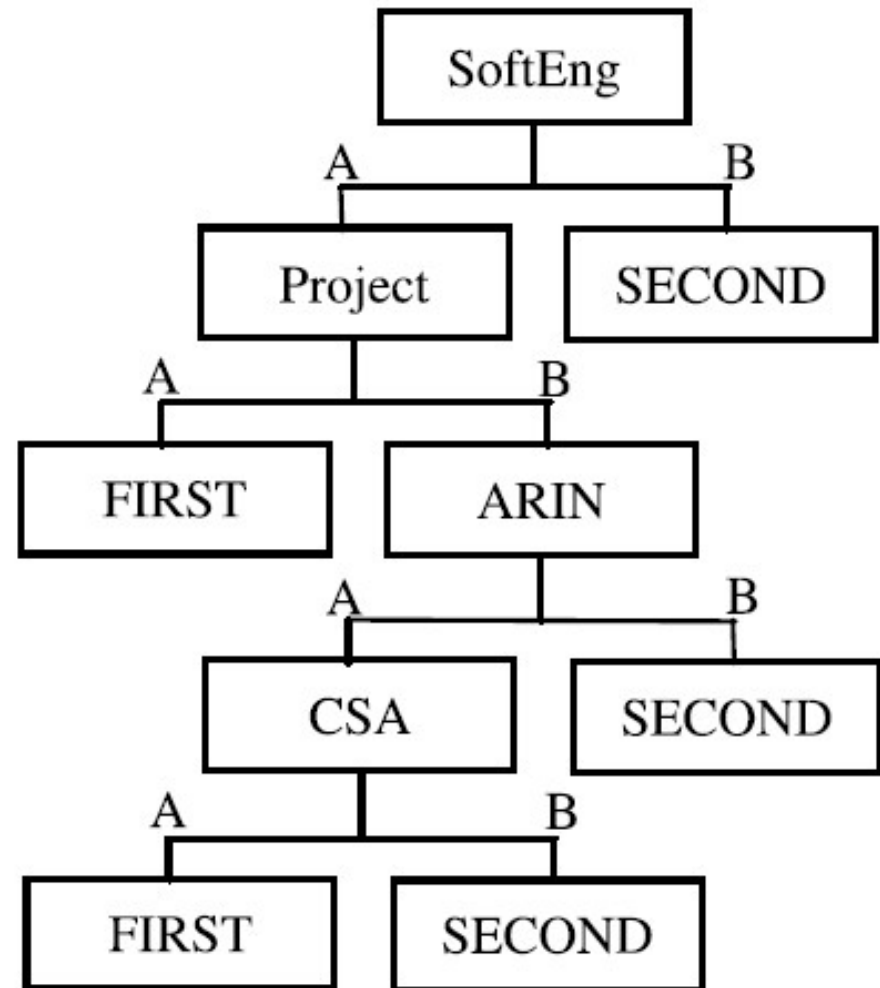 SoftEng
A B
Project SECOND
A B
FIRST ARIN
A B
CSA SECOND
A B
FIRST SECOND